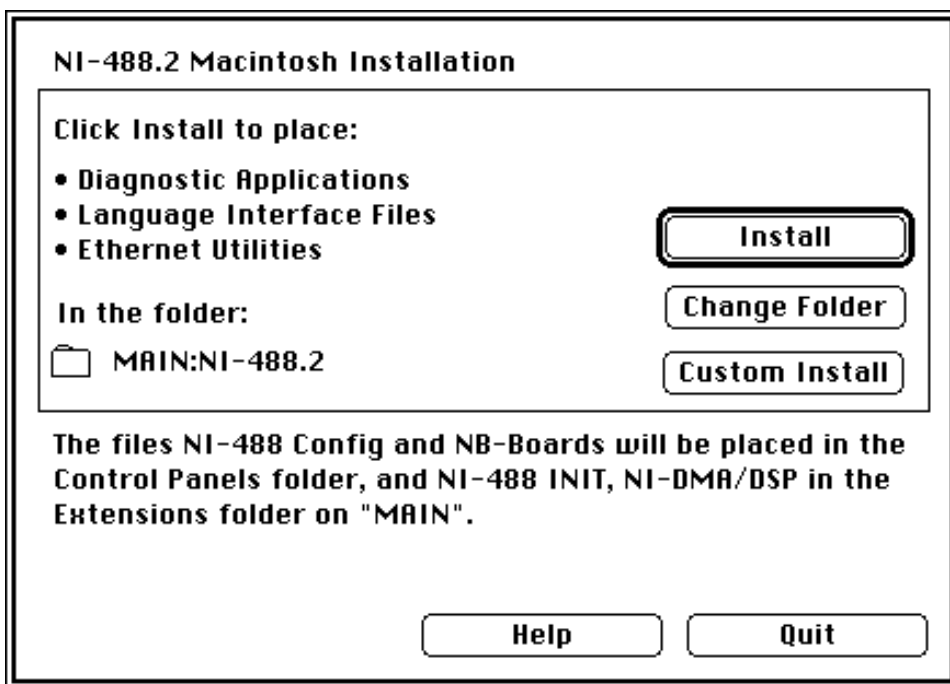 NI-488.2 Macintosh Installation
Click Install to place:
• Diagnostic Applications
• Language Interface Files
• Ethernet Utilities
Install
In the folder:
Change Folder
MAIN:NI-488.2
Custom Install
The files NI-488 Config and NB-Boards will be placed in the
Control Panels folder, and NI-488 INIT, NI-DMA/DSP in the
Extensions folder on "MAIN".
Help
Quit